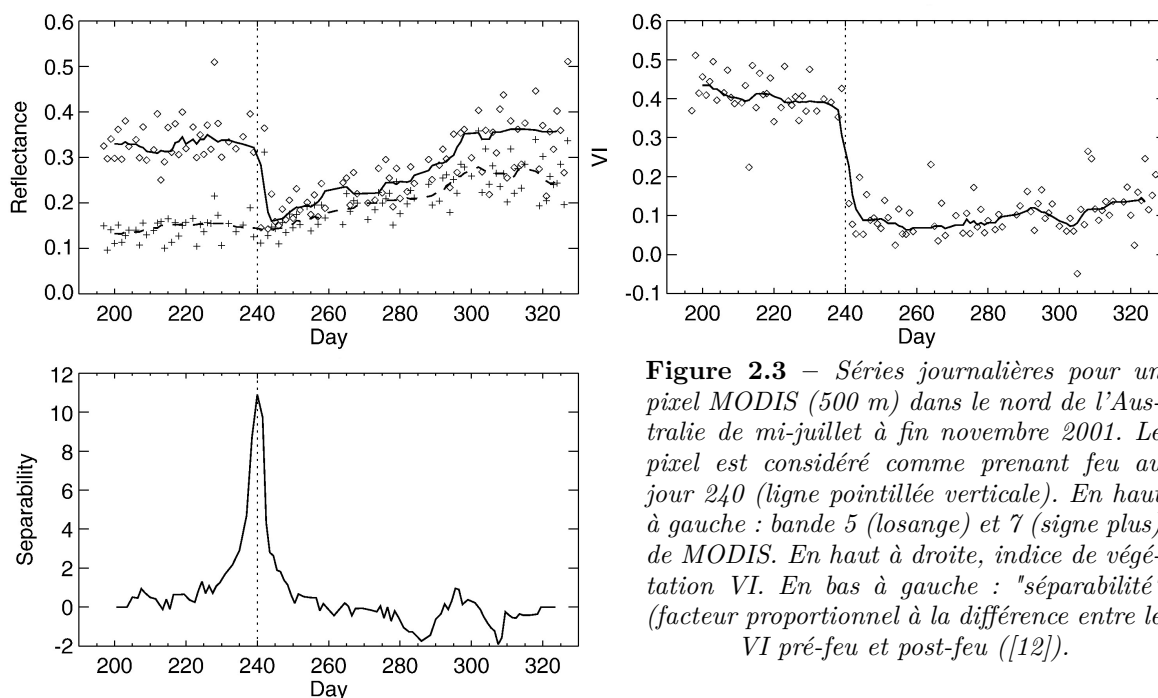 0.6
0.5
0.4
0.3
0.2
0.1
0.0
Reflectance
200 220 240 260 280 300 320
Day
0.6
0.5
0.4
0.3
0.2
0.1
0.0
-0.1
VI
200 220 240 260 280 300 320
Day
12
10
8
6
4
2
0
-2
Separability
200 220 240 260 280 300 320
Day
Figure 2.3 – Séries journalières pour un
pixel MODIS (500 m) dans le nord de l'Aus-
tralie de mi-juillet à fin novembre 2001. Le
pixel est considéré comme prenant feu au
jour 240 (ligne pointillée verticale). En haut
à gauche : bande 5 (losange) et 7 (signe plus)
de MODIS. En haut à droite, indice de végé-
tation VI. En bas à gauche : "séparabilité"
(facteur proportionnel à la différence entre le
VI pré-feu et post-feu ([12]).